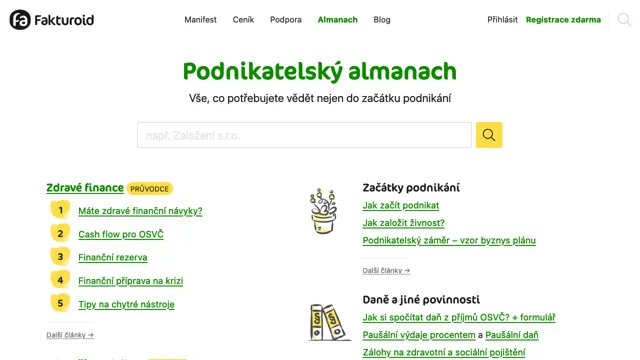 Fakturoid
Manifest Ceník Podpora Almanach Blog Přihlásit Registrace zdarma
Podnikatelský almanach
Vše, co potřebujete vědět nejen do začátku podnikání
např. Založení s.r.o.
Zdravé finance PRŮVODCE
1 Máte zdravé finanční návyky?
2 Cash flow pro OSVČ
3 Finanční rezerva
4 Finanční příprava na krizi
5 Tipy na chytré nástroje
Další články →
Začátky podnikání
Jak začít podnikat
Jak založit živnost?
Podnikatelský záměr – vzor byznys plánu
Další články →
Daně a jiné povinnosti
Jak si spočítat daň z příjmů OSVČ? + formulář
Paušální výdaje procentem a Paušální daň
Zálohy na zdravotní a sociální pojištění